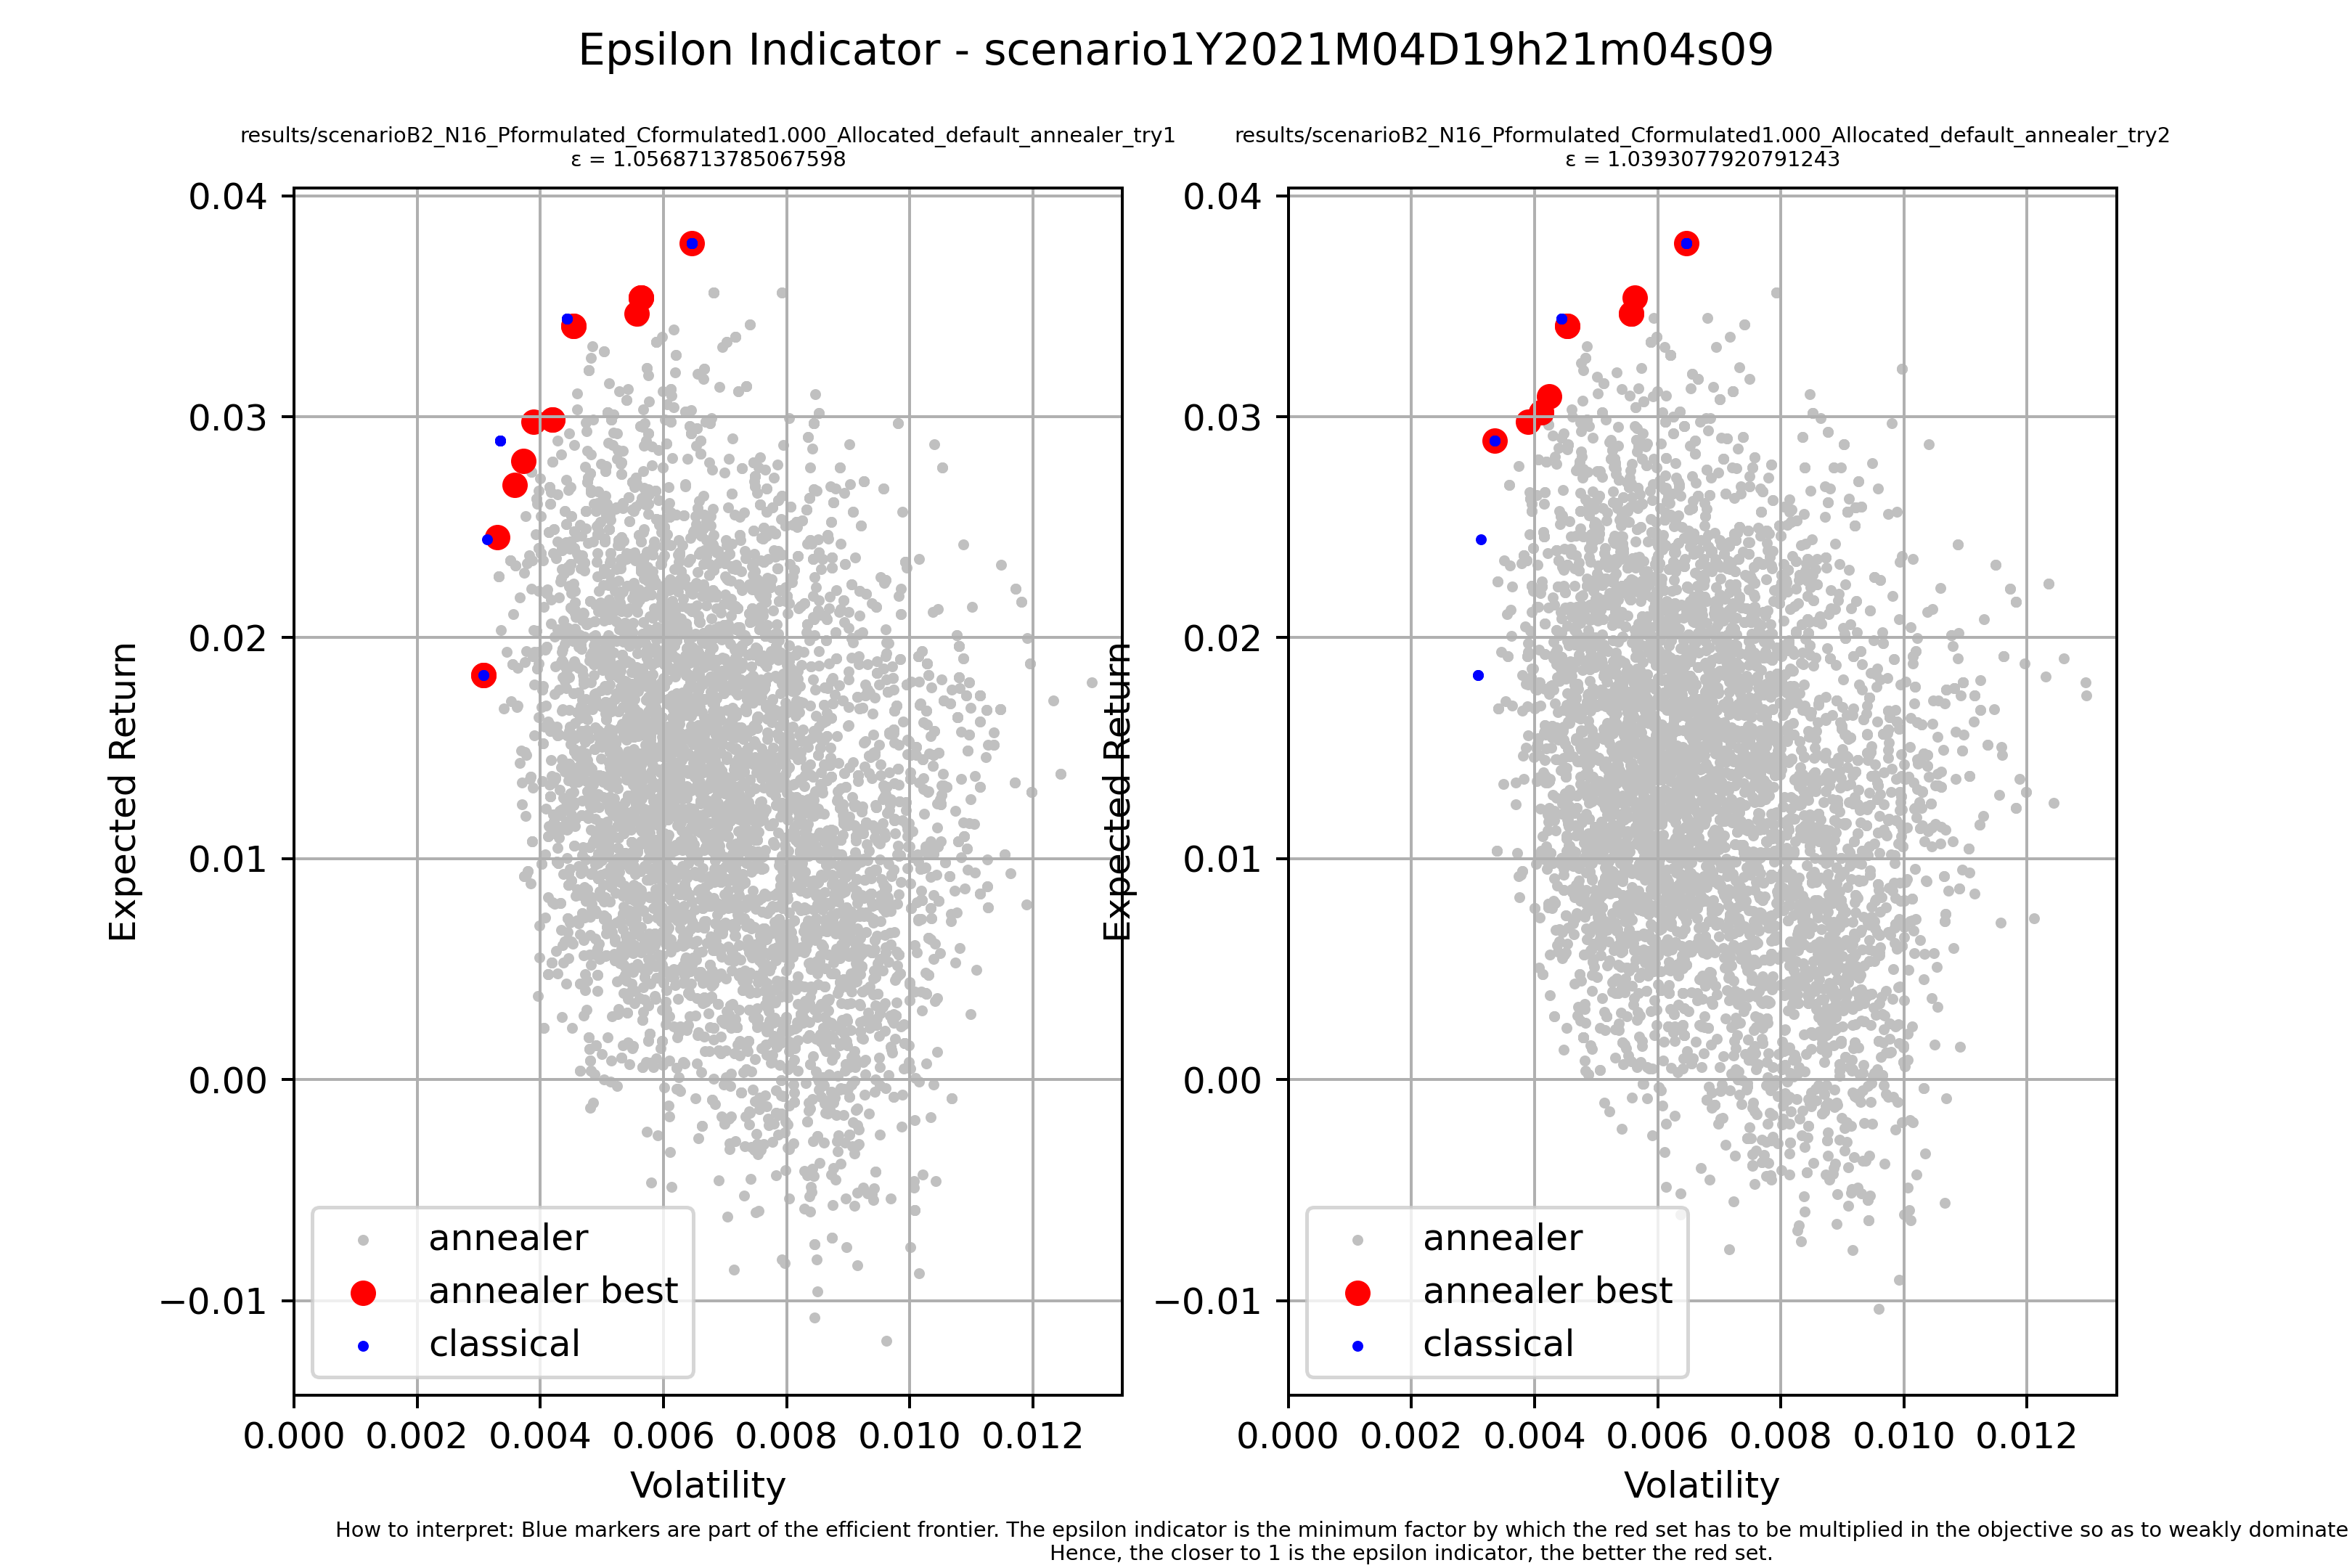 Epsilon Indicator - scenario1Y2021M04D19h21m04s09
results/scenarioB2_N16_Pformulated_Cformulated1.000_Allocated_default_annealer_try1
ε = 1.0568713785067598
0.04
0.03
0.02
0.01
0.00
−0.01
Expected Return
annealer
annealer best
classical
0.000 0.002 0.004 0.006 0.008 0.010 0.012
Volatility
results/scenarioB2_N16_Pformulated_Cformulated1.000_Allocated_default_annealer_try2
ε = 1.0393077920791243
0.04
0.03
0.02
0.01
0.00
−0.01
Expected Return
annealer
annealer best
classical
0.000 0.002 0.004 0.006 0.008 0.010 0.012
Volatility
How to interpret: Blue markers are part of the efficient frontier. The epsilon indicator is the minimum factor by which the red set has to be multiplied in the objective so as to weakly dominate
Hence, the closer to 1 is the epsilon indicator, the better the red set.